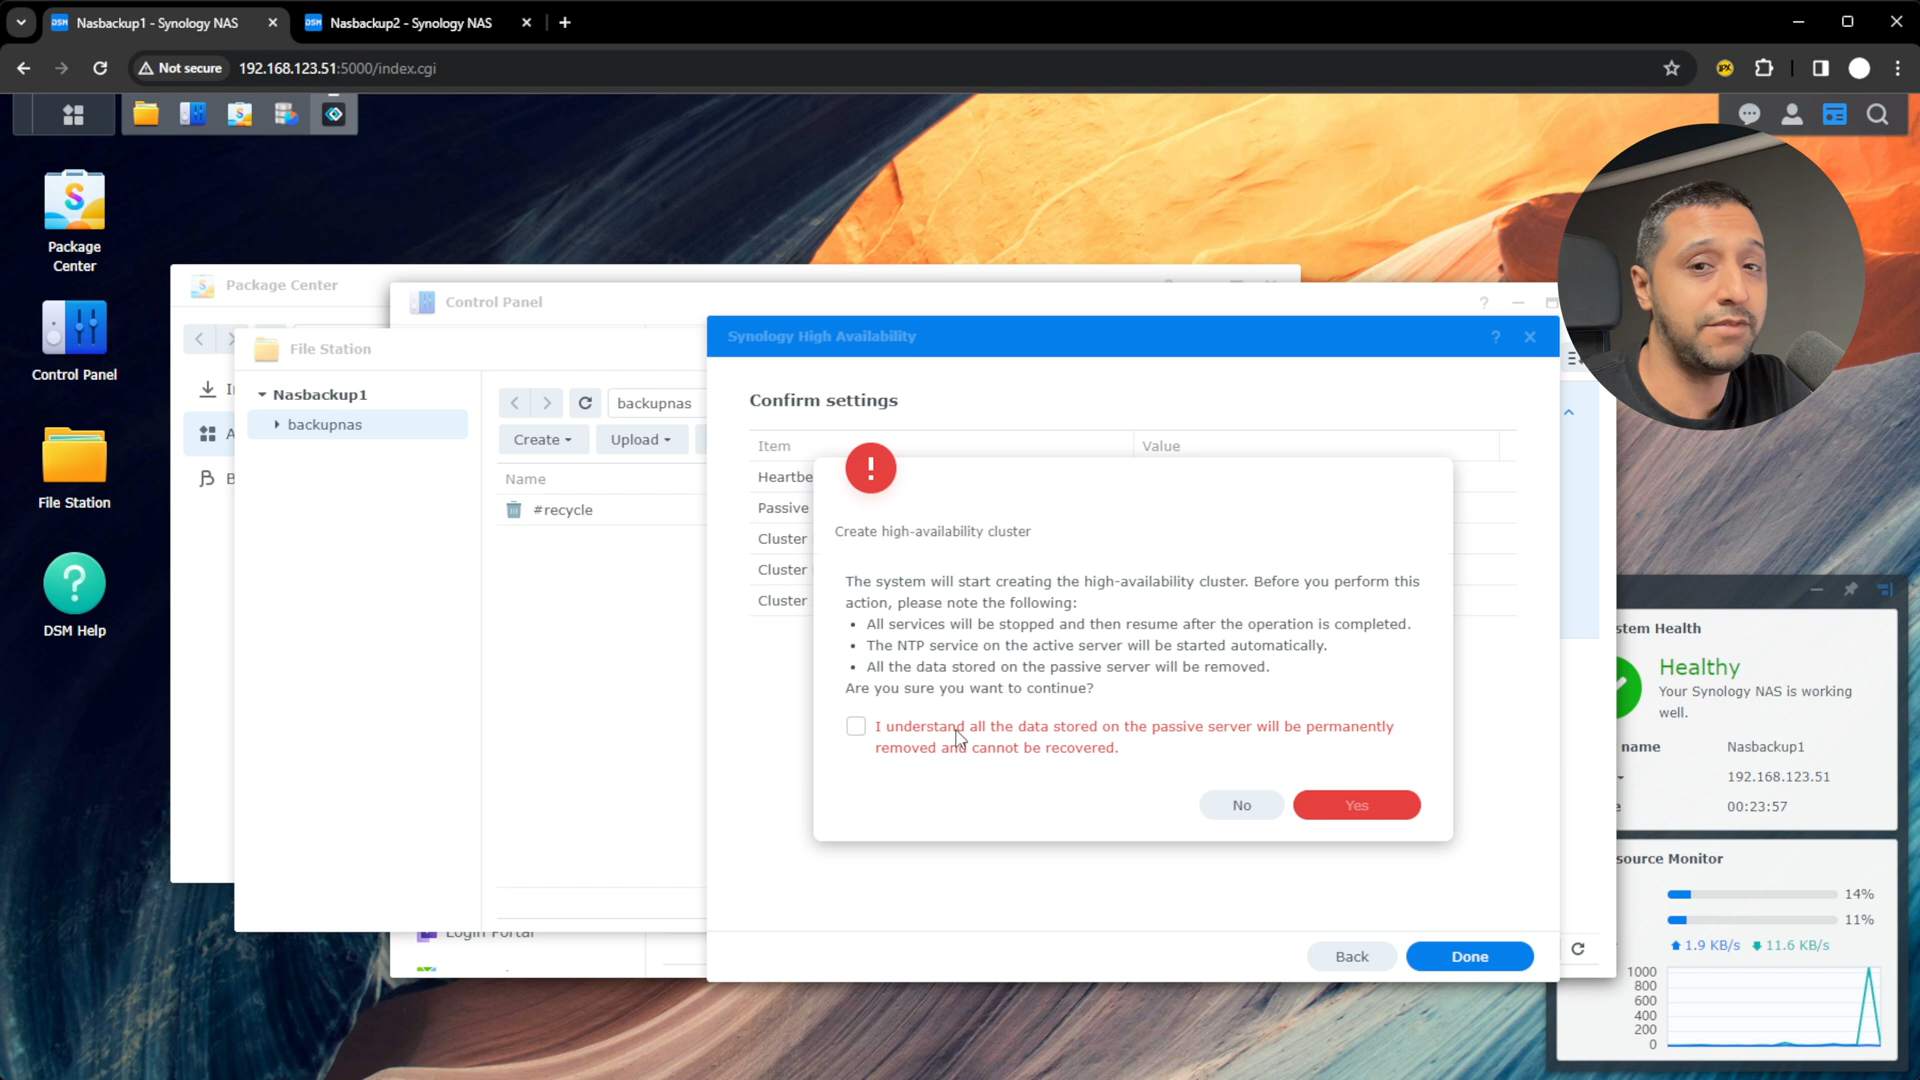 Nasbackup1 - Synology NAS
Nasbackup2 - Synology NAS
Not secure
192.168.123.51:5000/index.cgi
Package
Center
Control Panel
File Station
DSM Help
Package Center
Control Panel
File Station
Nasbackup1
backupnas
backupnas
Create
Upload
Name
#recycle
Login Portal
Synology High Availability
Confirm settings
Item
Value
Passive
Cluster
Cluster
Cluster
Create high-availability cluster
The system will start creating the high-availability cluster. Before you perform this
action, please note the following:
• All services will be stopped and then resume after the operation is completed.
• The NTP service on the active server will be started automatically.
• All the data stored on the passive server will be removed.
Are you sure you want to continue?
I understand all the data stored on the passive server will be permanently
removed and cannot be recovered.
No
Yes
Back
Done
stem Health
Healthy
Your Synology NAS is working
well.
name
Nasbackup1
192.168.123.51
00:23:57
source Monitor
14%
11%
1.9 KB/s
11.6 KB/s
1000
800
600
400
200
0